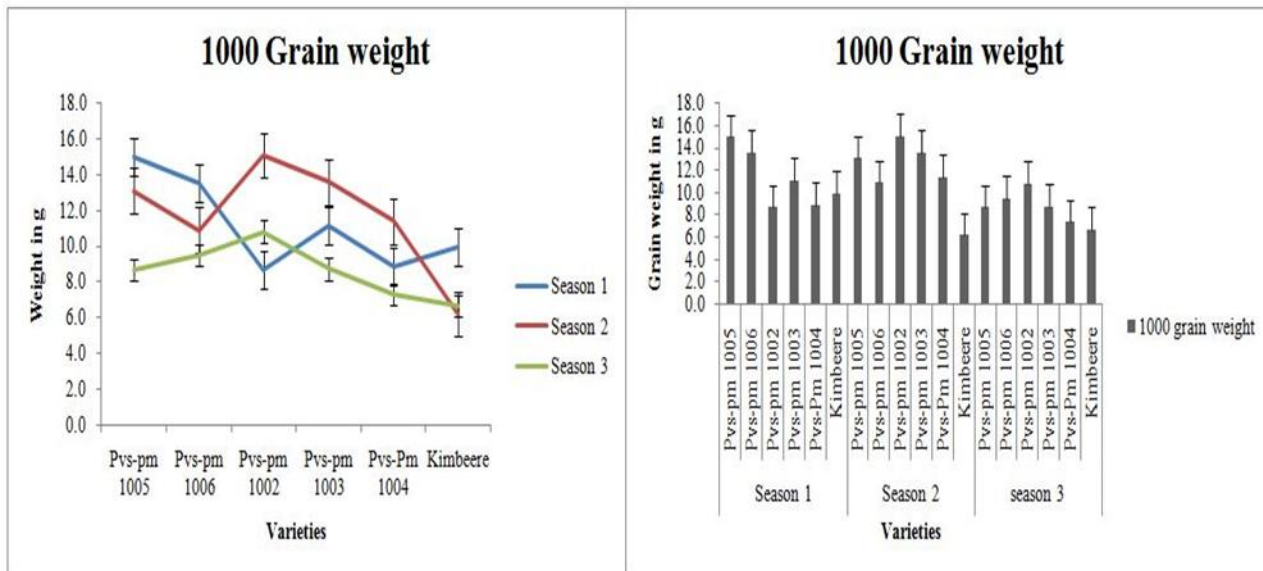 1000 Grain weight
Weight in g
18.0
16.0
14.0
12.0
10.0
8.0
6.0
4.0
2.0
0.0
Pvs-pm 1005
Pvs-pm 1006
Pvs-pm 1002
Pvs-pm 1003
Pvs-Pm 1004
Kimbeere
Varieties
Season 1
Season 2
Season 3
1000 Grain weight
Grain weight in g
18.0
16.0
14.0
12.0
10.0
8.0
6.0
4.0
2.0
0.0
Pvs-pm 1005
Pvs-pm 1006
Pvs-pm 1002
Pvs-pm 1003
Pvs-Pm 1004
Kimbeere
Pvs-pm 1005
Pvs-pm 1006
Pvs-pm 1002
Pvs-pm 1003
Pvs-Pm 1004
Kimbeere
Pvs-pm 1005
Pvs-pm 1006
Pvs-pm 1002
Pvs-pm 1003
Pvs-Pm 1004
Kimbeere
Season 1
Season 2
season 3
Varieties
1000 grain weight